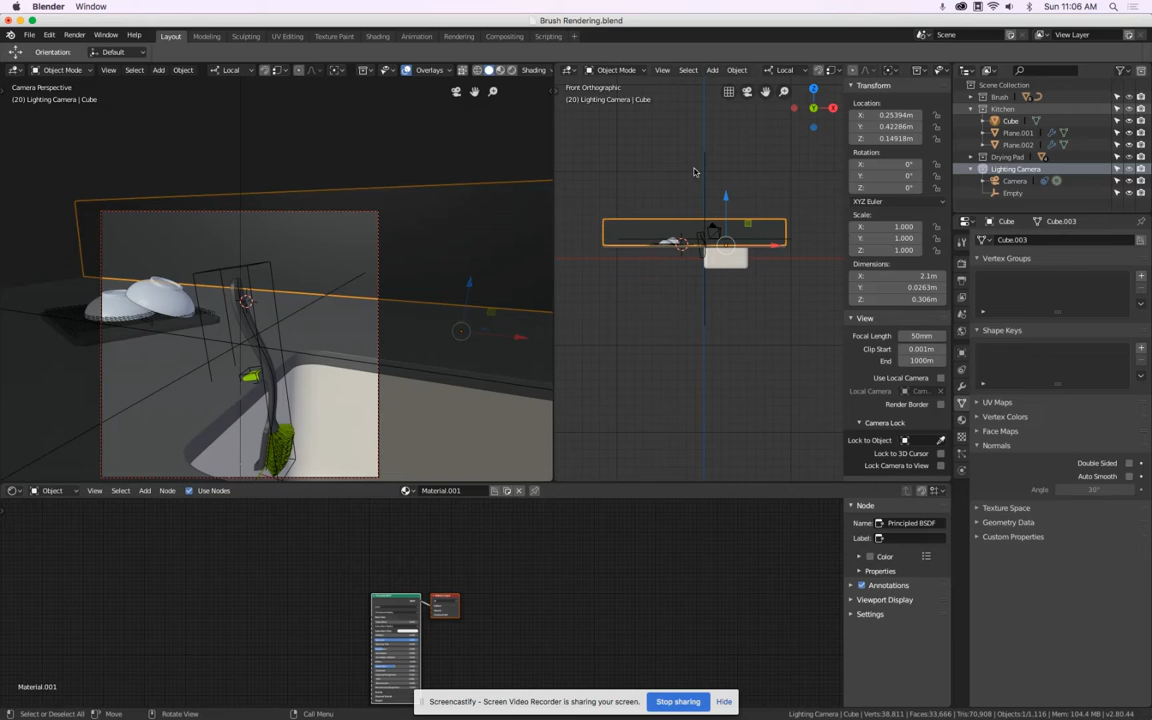 Blender Window Sun 11:06 AM
Brush Rendering.blend
File Edit Render Window Help Layout Modeling Sculpting UV Editing Texture Paint Shading Animation Rendering Compositing Scripting + Scene View Layer
Orientation: Default
Object Mode View Select Add Object Local Overlays Shading
Object Mode View Select Add Object Local
Camera Perspective
(20) Lighting Camera | Cube
Front Orthographic
(20) Lighting Camera | Cube
Z
Y
X
Transform
Location:
X: 0.25394m
Y: 0.42286m
Z: 0.14918m
Rotation:
X: 0°
Y: 0°
Z: 0°
XYZ Euler
Scale:
X: 1.000
Y: 1.000
Z: 1.000
Dimensions:
X: 2.1m
Y: 0.0263m
Z: 0.306m
View
Focal Length 50mm
Clip Start 0.001m
End 1000m
Use Local Camera
Local Camera Cam...
Render Border
Camera Lock
Lock to Object
Lock to 3D Cursor
Lock Camera to View
Scene Collection
Brush
Kitchen
Cube
Plane.001
Plane.002
Drying Pad
Lighting Camera
Camera
Empty
Cube Cube.003
Cube.003
Vertex Groups
Shape Keys
UV Maps
Vertex Colors
Face Maps
Normals
Double Sided
Auto Smooth
Angle 30°
Texture Space
Geometry Data
Custom Properties
Object View Select Add Node Use Nodes Material.001
Node
Name: Principled BSDF
Label:
Color
Properties
Annotations
Viewport Display
Settings
Material.001
Screencastify - Screen Video Recorder is sharing your screen. Stop sharing Hide
Select or Deselect All Move Rotate View Call Menu Lighting Camera | Cube | Verts:38,811 | Faces:33,666 | Tris:70,908 | Objects:1/1,116 | Mem: 104.4 MB | v2.80.44